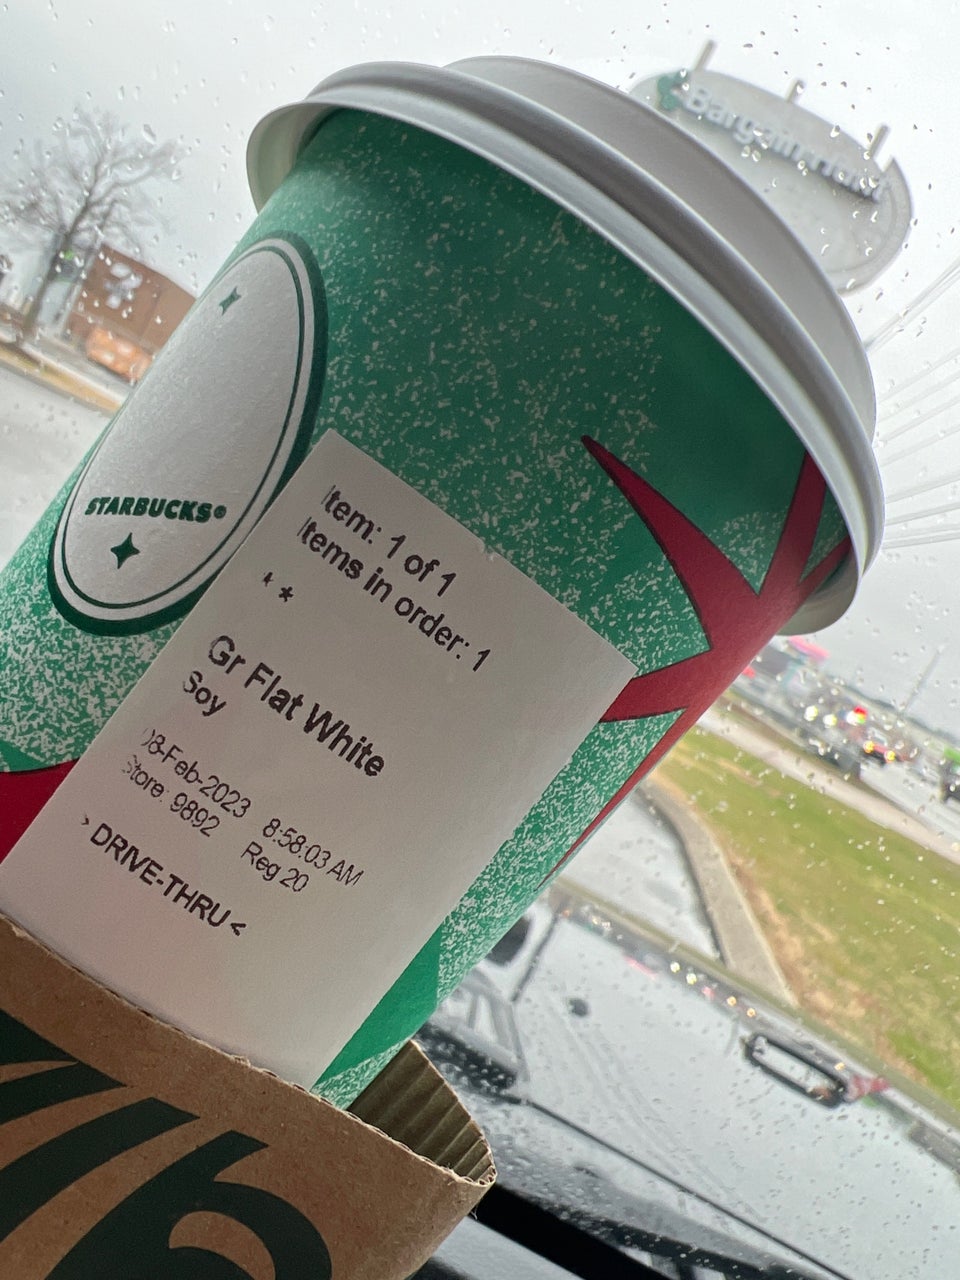 Bargain Hunt
STARBUCKS®
Item: 1 of 1
Items in order: 1
* *
Gr Flat White
Soy
08-Feb-2023 8:58:03 AM
Store: 9892 Reg 20
> DRIVE-THRU <